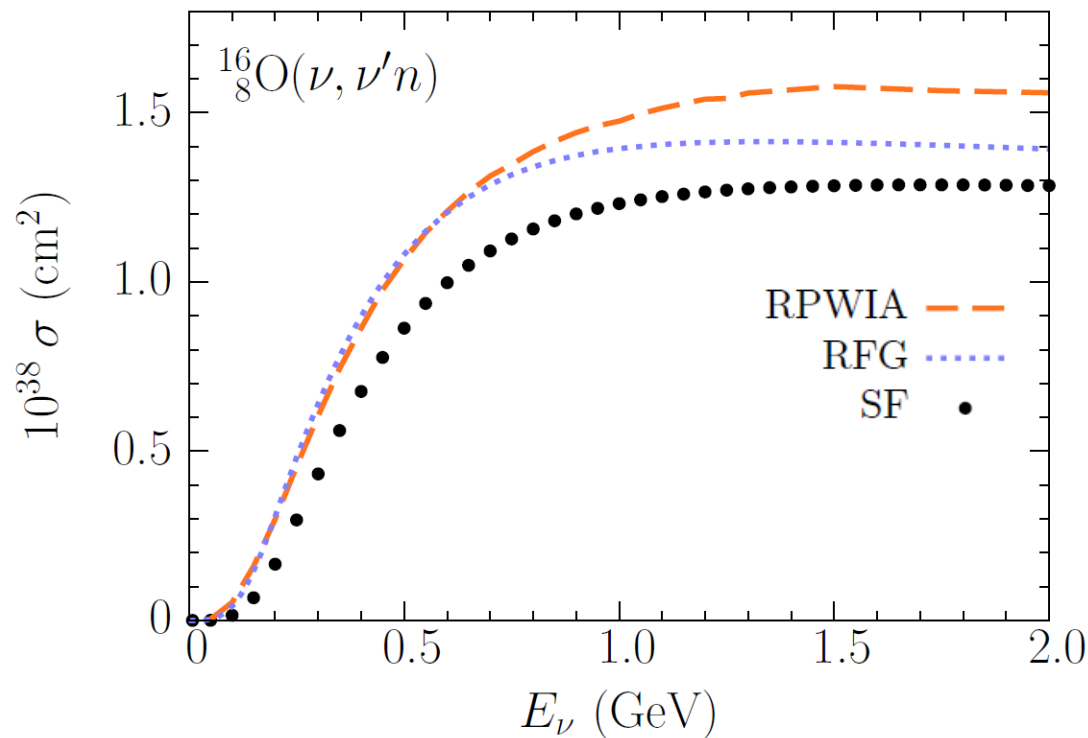 ¹⁶₈O(ν, ν′n)
1.5
1.0
0.5
0
10³⁸ σ (cm²)
RPWIA
RFG
SF
0 0.5 1.0 1.5 2.0
E_ν (GeV)